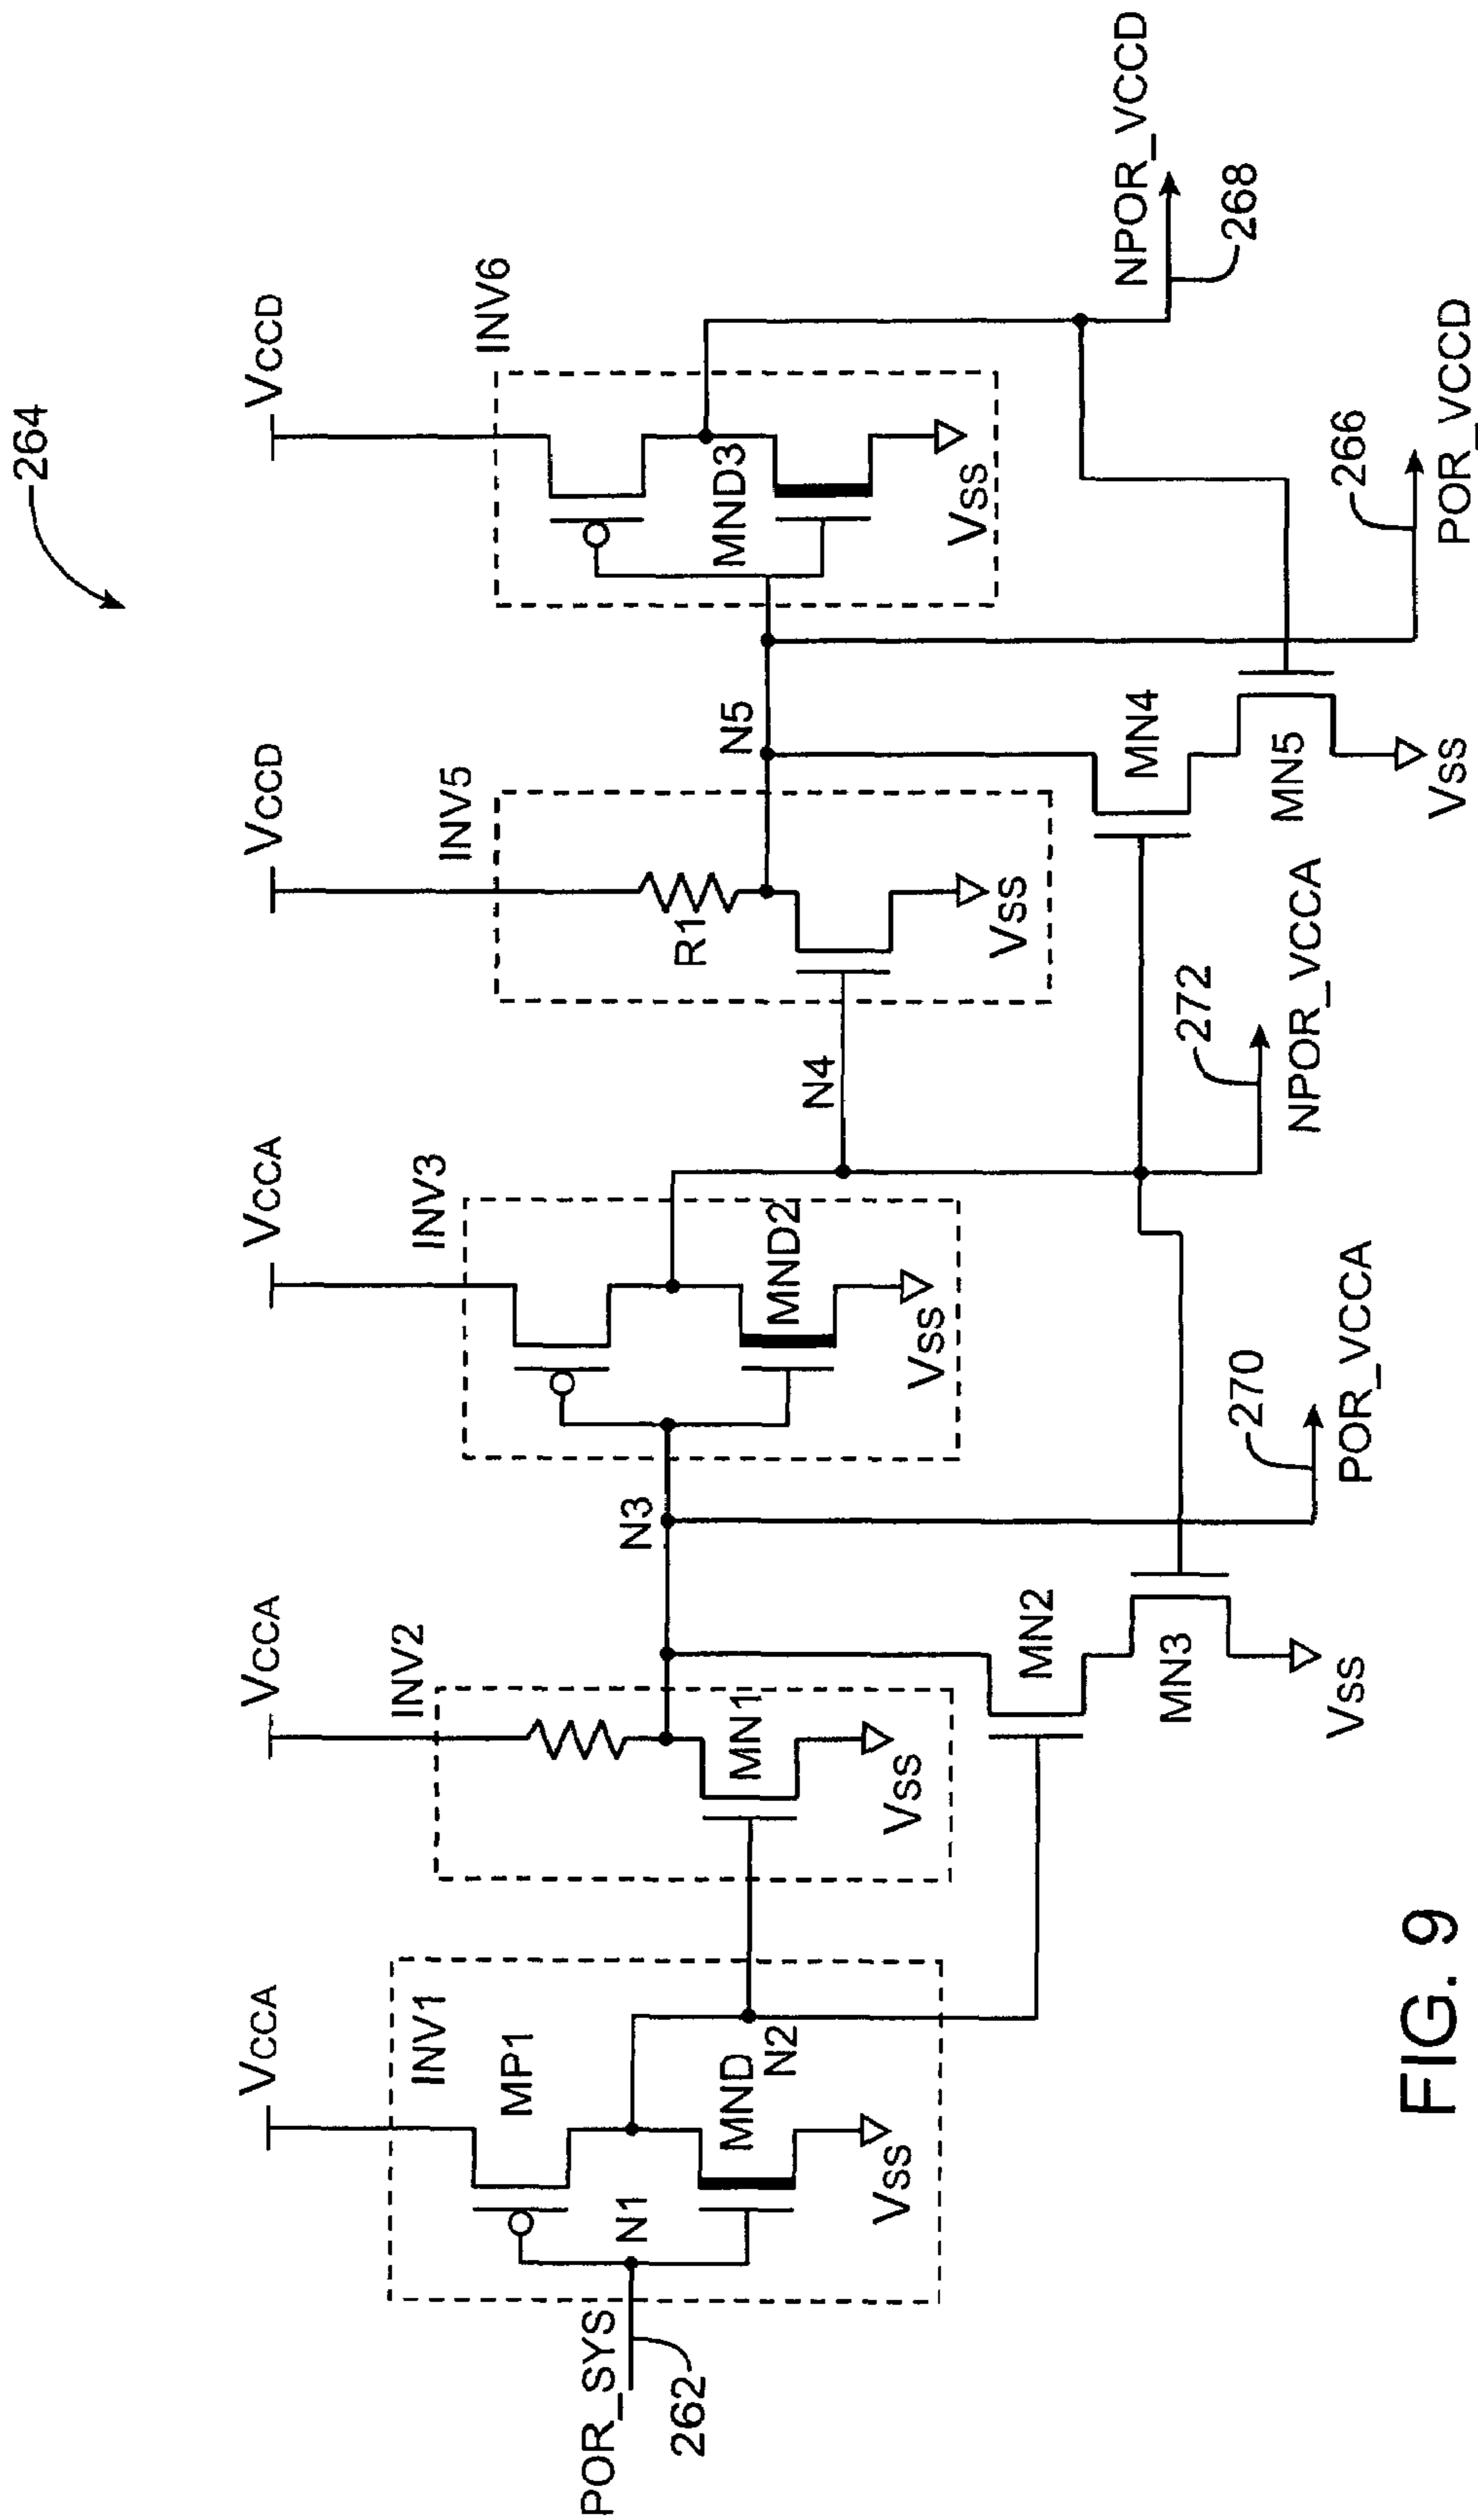 264
VCCA
VCCA
VCCA
VCCD
VCCD
INV1
INV2
INV3
INV5
INV6
MP1
N1
MND
N2
VSS
POR_SYS
262
MN1
VSS
N3
MND2
VSS
N4
R1
VSS
N5
MND3
VSS
MN2
MN3
VSS
270
POR_VCCA
272
NPOR_VCCA
MN4
MN5
VSS
266
POR_VCCD
268
NPOR_VCCD
FIG. 9